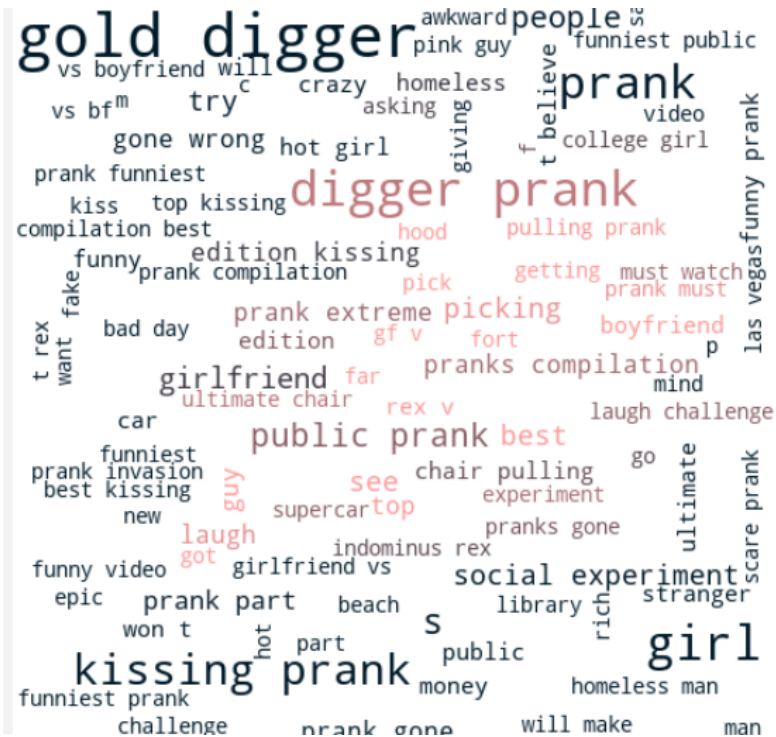 gold digger
awkward
people
pink guy
funniest public
vs boyfriend
will
c
crazy
homeless
t believe
prank
vs bf
m
try
asking
giving
video
gone wrong
hot girl
f
college girl
funny prank
prank funniest
digger prank
kiss
top kissing
compilation best
hood
pulling prank
funny
edition kissing
prank compilation
pick
getting
must watch
prank must
las vegas
fake
prank extreme
picking
boyfriend
bad day
edition
gf v
fort
p
t rex
want
girlfriend
far
pranks compilation
mind
ultimate chair
rex v
laugh challenge
car
public prank
best
funniest
prank invasion
chair pulling
go
best kissing
guy
see
experiment
ultimate
scare prank
new
supercar
top
laugh
pranks gone
got
indominus rex
funny video
girlfriend vs
social experiment
epic
prank part
beach
library
rich
stranger
won t
hot
part
s
public
girl
kissing prank
money
homeless man
funniest prank
challenge
prank gone
will make
man